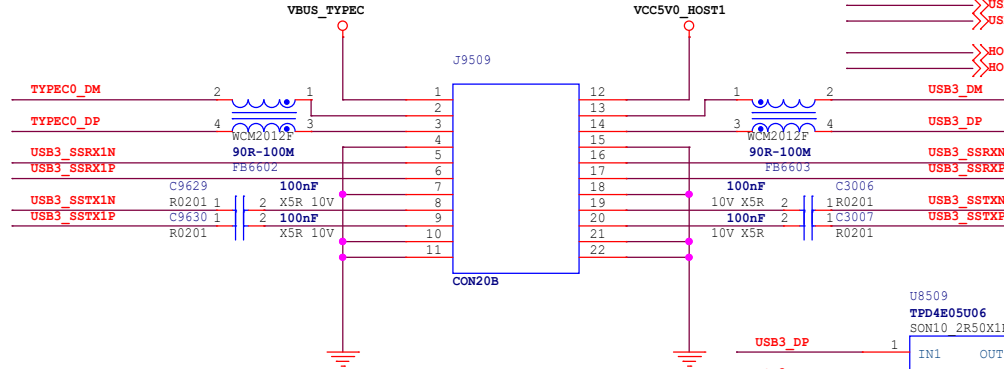 VBUS_TYPEC
VCC5V0_HOST1
US
US
HO
HO
J9509
TYPEC0_DM
2
1
1
12
1
2
USB3_DM
2
13
TYPEC0_DP
4
3
3
14
3
4
USB3_DP
WCM2012F
4
15
WCM2012F
USB3_SSRX1N
90R-100M
5
16
90R-100M
USB3_SSRXN
USB3_SSRX1P
FB6602
6
17
FB6603
USB3_SSRXP
C9629
100nF
7
18
100nF
C3006
USB3_SSTX1N
R0201
1
2
X5R 10V
8
19
10V X5R
2
1
R0201
USB3_SSTXN
USB3_SSTX1P
C9630
1
2
100nF
9
20
100nF
2
1
C3007
USB3_SSTXP
R0201
X5R 10V
10
21
10V X5R
R0201
11
22
CON20B
U8509
TPD4E05U06
SON10_2R50X1
USB3_DP
1
IN1
OUT